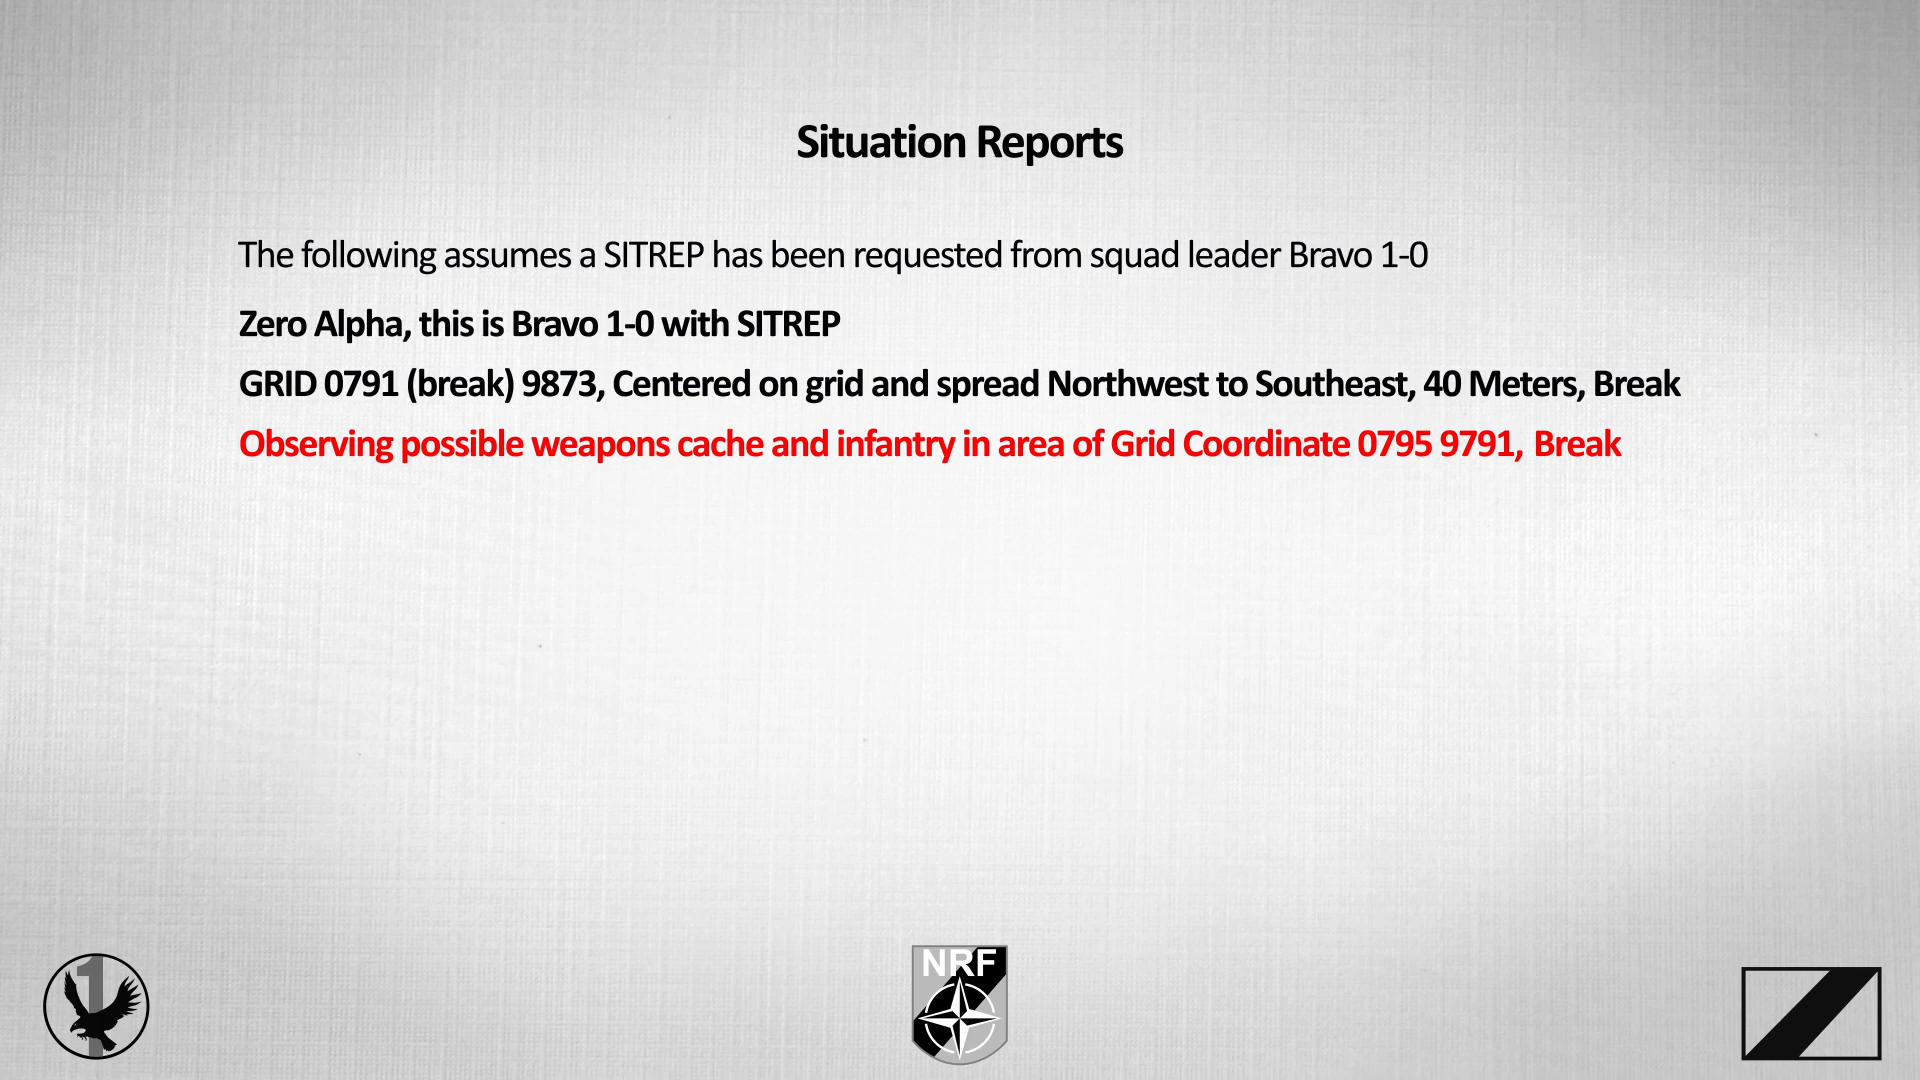 Situation Reports
The following assumes a SITREP has been requested from squad leader Bravo 1-0
Zero Alpha, this is Bravo 1-0 with SITREP
GRID 0791 (break) 9873, Centered on grid and spread Northwest to Southeast, 40 Meters, Break
Observing possible weapons cache and infantry in area of Grid Coordinate 0795 9791, Break
1
NRF